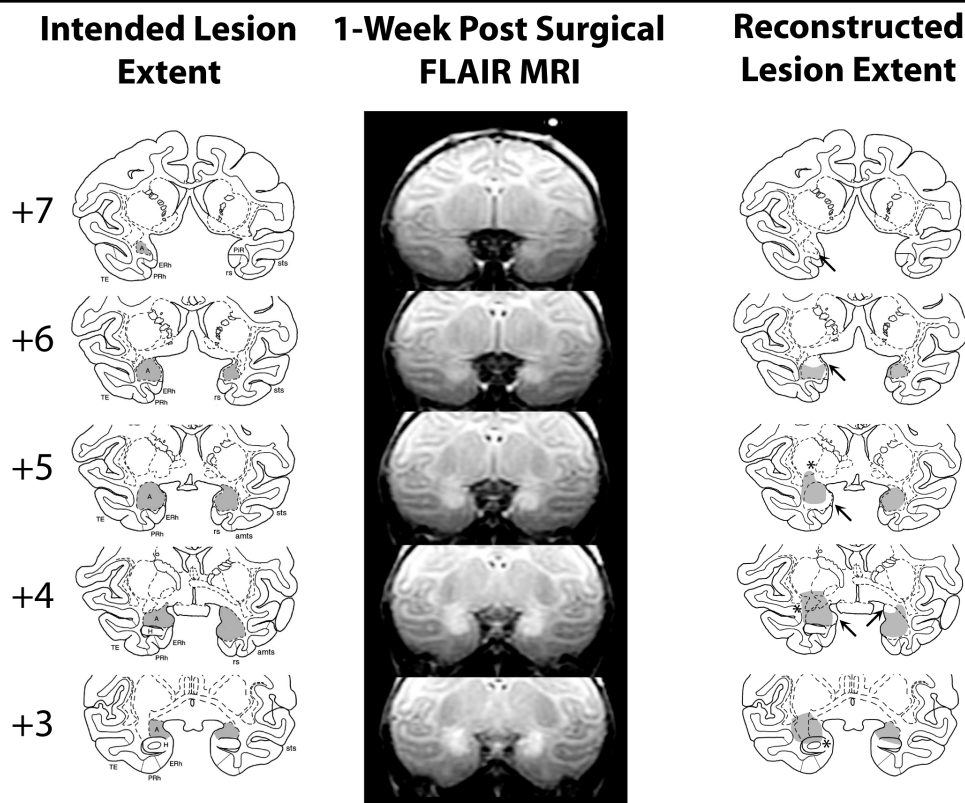 Intended Lesion Extent
1-Week Post Surgical FLAIR MRI
Reconstructed Lesion Extent
+7
A
ERh
PRh
TE
PiR
rs
sts
+6
A
ERh
PRh
TE
rs
sts
+5
A
ERh
PRh
TE
rs
amts
sts
*
+4
A
H
ERh
PRh
TE
rs
amts
*
+3
A
H
ERh
PRh
TE
sts
*